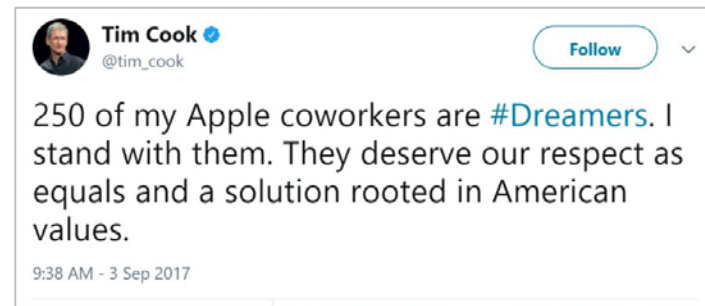 Tim Cook
@tim_cook
Follow
250 of my Apple coworkers are #Dreamers. I
stand with them. They deserve our respect as
equals and a solution rooted in American
values.
9:38 AM - 3 Sep 2017